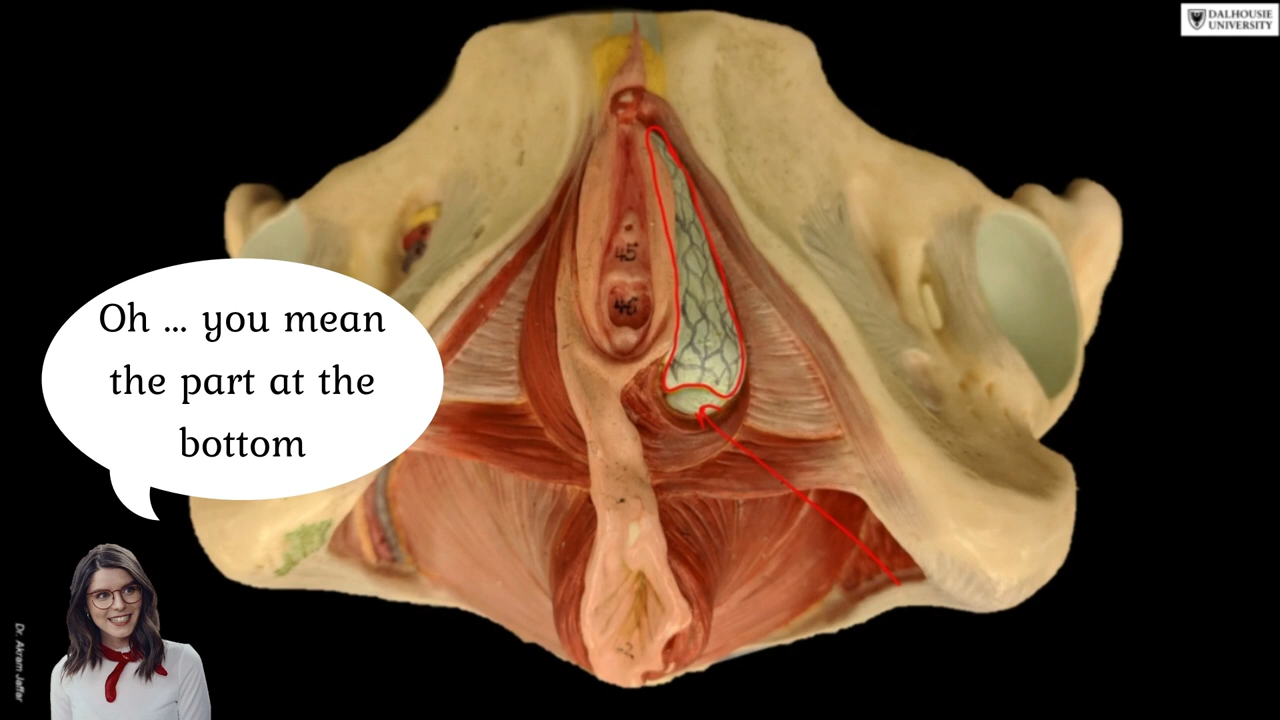 DALHOUSIE
UNIVERSITY
45
46
Oh ... you mean
the part at the
bottom
Dr. Akram Jaffar